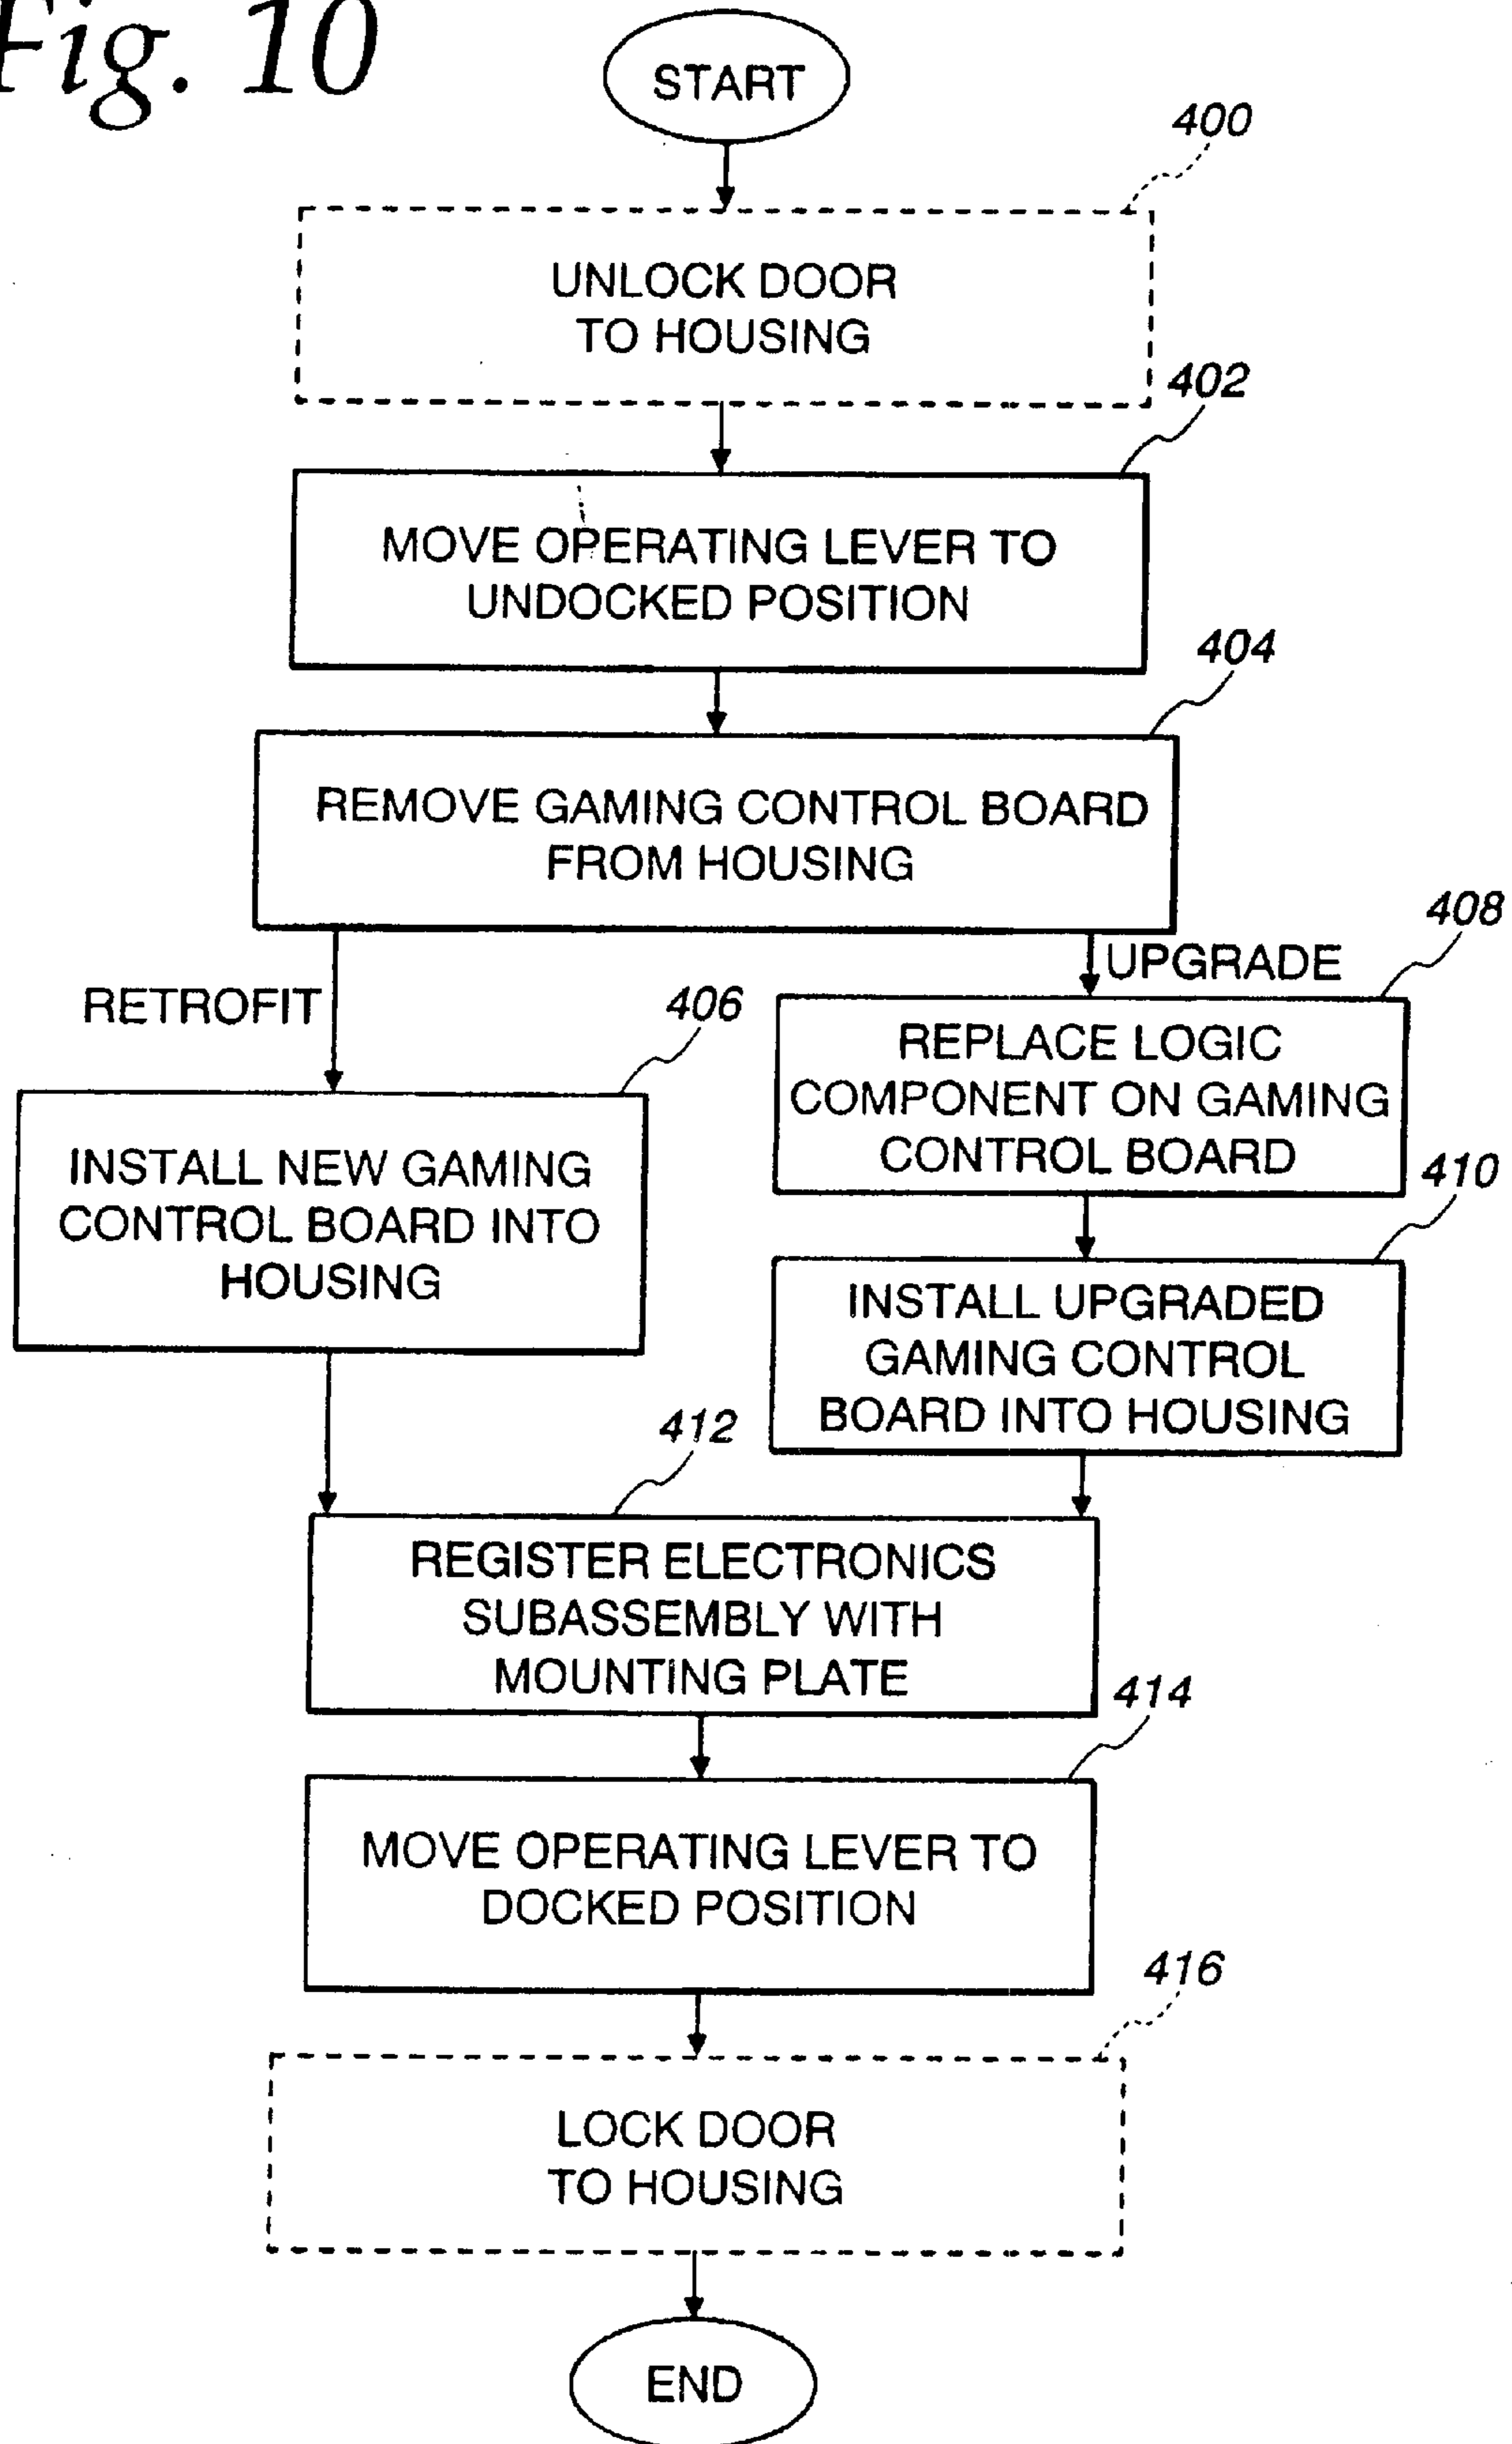 Fig. 10
START
400
UNLOCK DOOR
TO HOUSING
402
MOVE OPERATING LEVER TO
UNDOCKED POSITION
404
REMOVE GAMING CONTROL BOARD
FROM HOUSING
408
UPGRADE
RETROFIT
406
REPLACE LOGIC
COMPONENT ON GAMING
CONTROL BOARD
INSTALL NEW GAMING
CONTROL BOARD INTO
HOUSING
410
INSTALL UPGRADED
GAMING CONTROL
BOARD INTO HOUSING
412
REGISTER ELECTRONICS
SUBASSEMBLY WITH
MOUNTING PLATE
414
MOVE OPERATING LEVER TO
DOCKED POSITION
416
LOCK DOOR
TO HOUSING
END